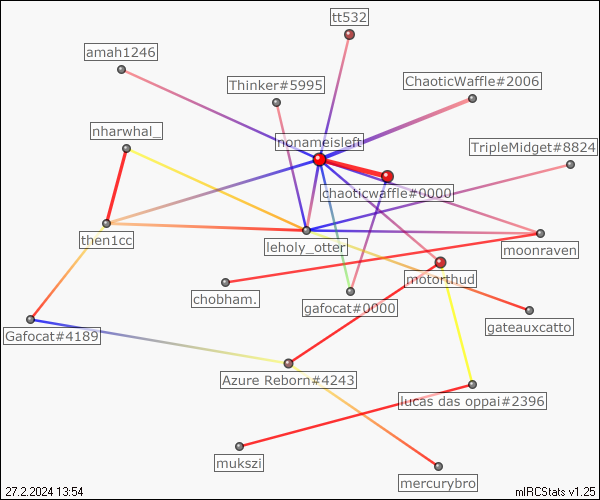 tt532
amah1246
Thinker#5995
ChaoticWaffle#2006
nharwhal_
nonameisleft
TripleMidget#8824
chaoticwaffle#0000
then1cc
leholy_otter
moonraven
motorthud
chobham.
gafocat#0000
gateauxcatto
Gafocat#4189
Azure Reborn#4243
lucas das oppai#2396
mukszi
mercurybro
27.2.2024 13:54
mIRCStats v1.25